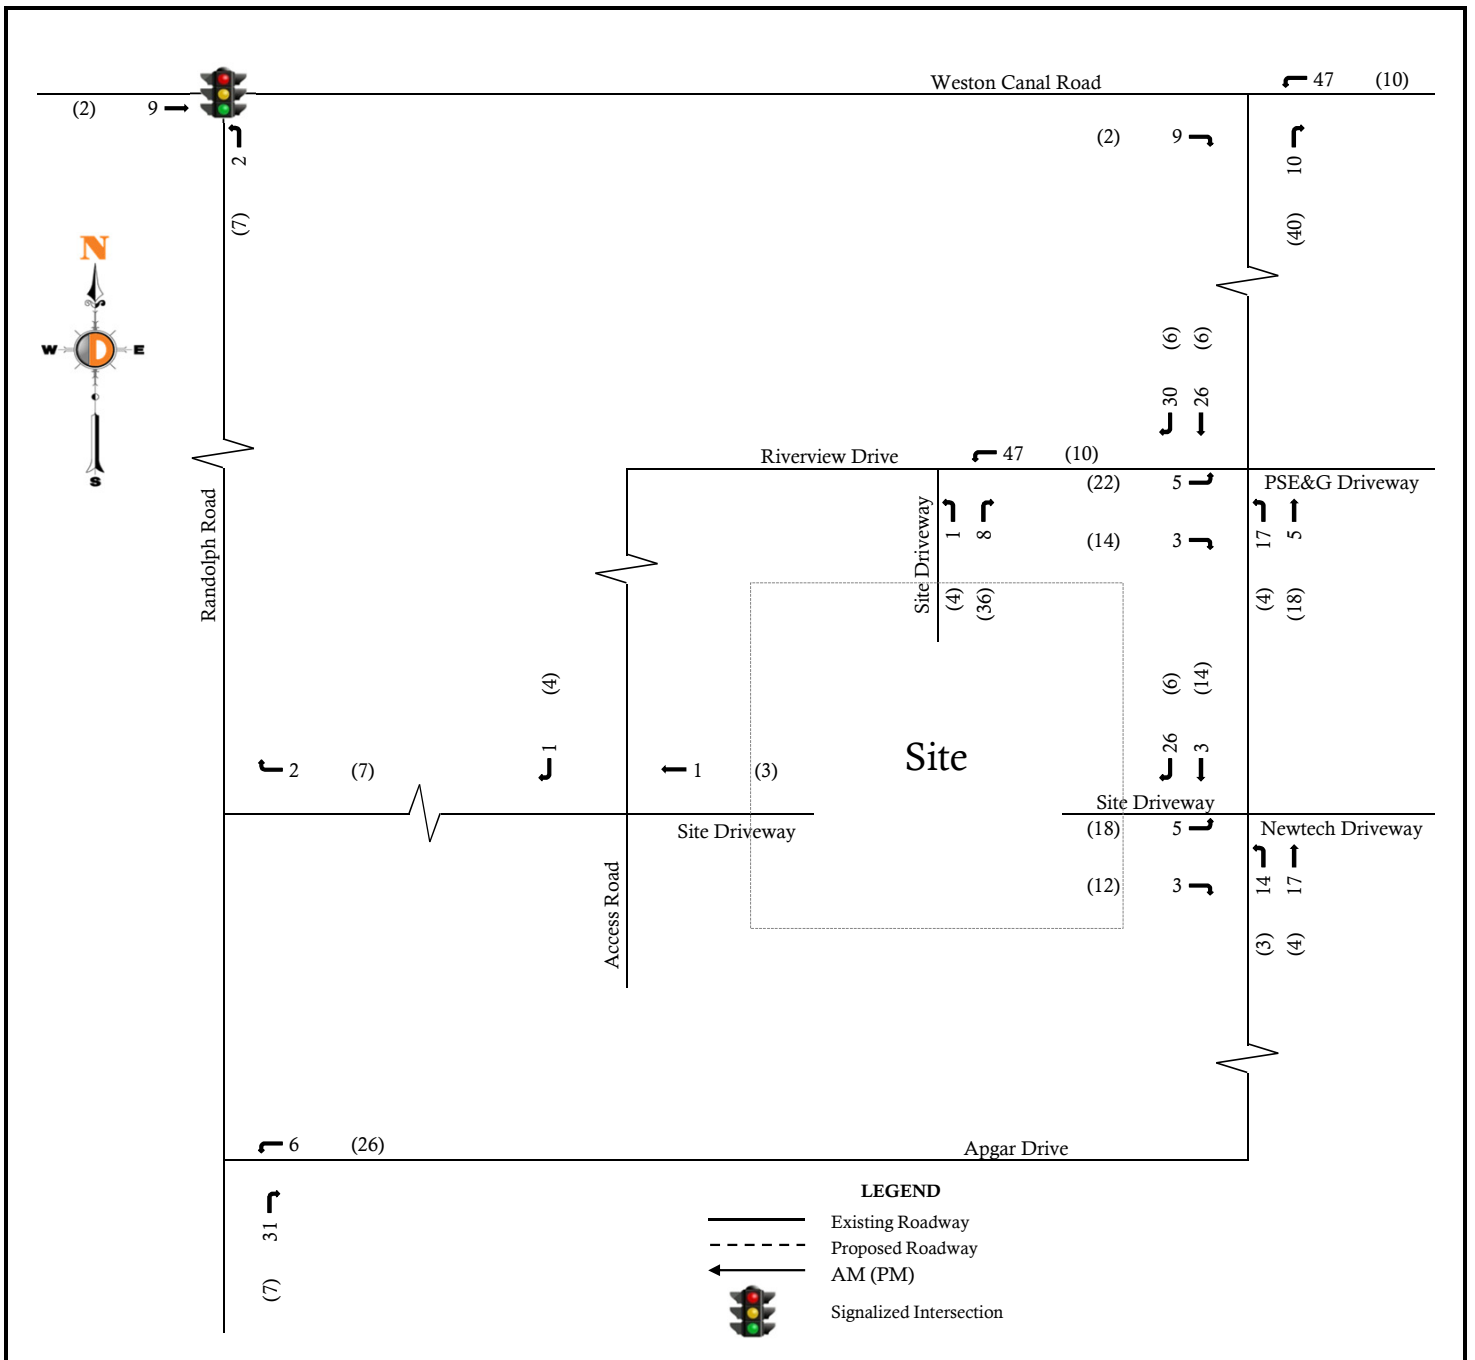 Weston Canal Road
47 (10)
(2) 9
2
(7)
(2) 9
10
(40)
N
W D E
S
(6) (6)
30 26
Riverview Drive
47 (10)
(22) 5
PSE&G Driveway
(14) 3
17 5
(4) (18)
Site Driveway
1 8
(4) (36)
Randolph Road
(4)
1
2 (7)
1 (3)
Site
(6) (14)
26 3
Site Driveway
Site Driveway
(18) 5
Newtech Driveway
(12) 3
14 17
(3) (4)
Access Road
6 (26)
Apgar Drive
31
(7)
LEGEND
Existing Roadway
Proposed Roadway
AM (PM)
Signalized Intersection